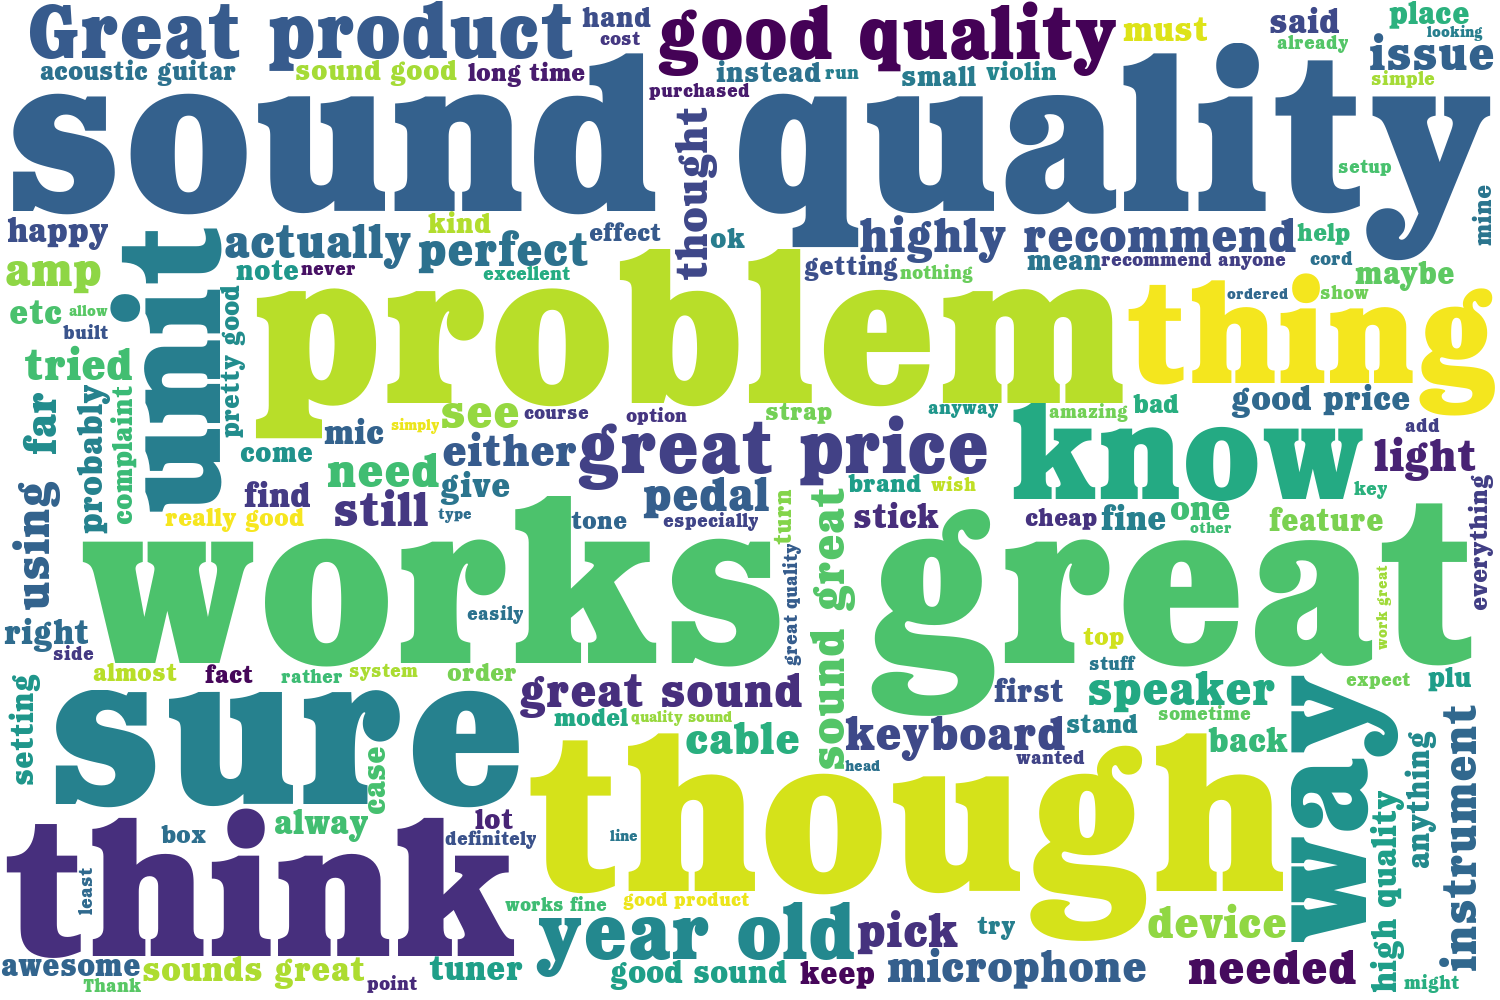 Great product
hand
cost
good quality
must
said
already
place
looking
issue
simple
acoustic guitar
sound good
long time
instead
run
small
violin
purchased
sound quality
thought
setup
mine
happy
unit
actually
kind
perfect
effect
ok
highly recommend
help
amp
note
never
excellent
getting
nothing
mean
recommend anyone
cord
maybe
etc
allow
built
pretty good
problem
thing
ordered
show
tried
far
probably
complaint
see
course
option
strap
anyway
amazing
bad
good price
mic
simply
come
either
great price
know
add
light
need
give
find
still
type
pedal
brand
wish
key
really good
tone
especially
turn
sound great
stick
cheap
fine
one
other
feature
everything
using
works great
easily
great quality
work great
right
side
top
stuff
almost
fact
rather
system
order
great sound
first
speaker
expect
plu
setting
sure
model
quality sound
cable
keyboard
stand
sometime
back
way
instrument
case
head
wanted
anything
though
alway
lot
definitely
box
line
think
least
high quality
works fine
good product
year old
pick
try
device
awesome
Thank
sounds great
point
tuner
good sound
keep
microphone
needed
might